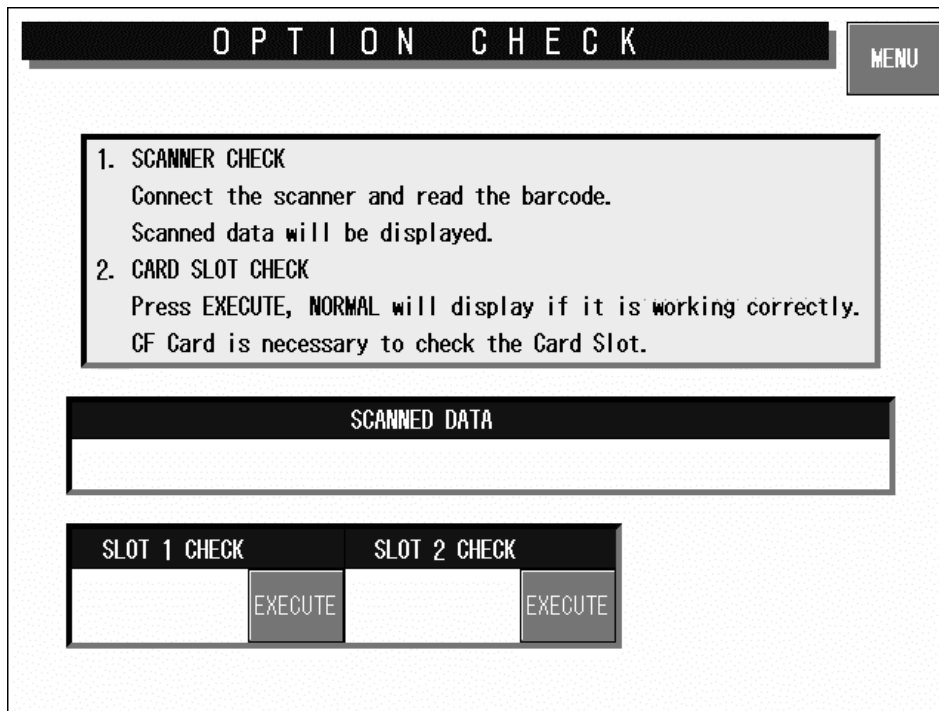 OPTION CHECK
MENU
1. SCANNER CHECK
Connect the scanner and read the barcode.
Scanned data will be displayed.
2. CARD SLOT CHECK
Press EXECUTE, NORMAL will display if it is working correctly.
CF Card is necessary to check the Card Slot.
SCANNED DATA
SLOT 1 CHECK SLOT 2 CHECK
EXECUTE EXECUTE